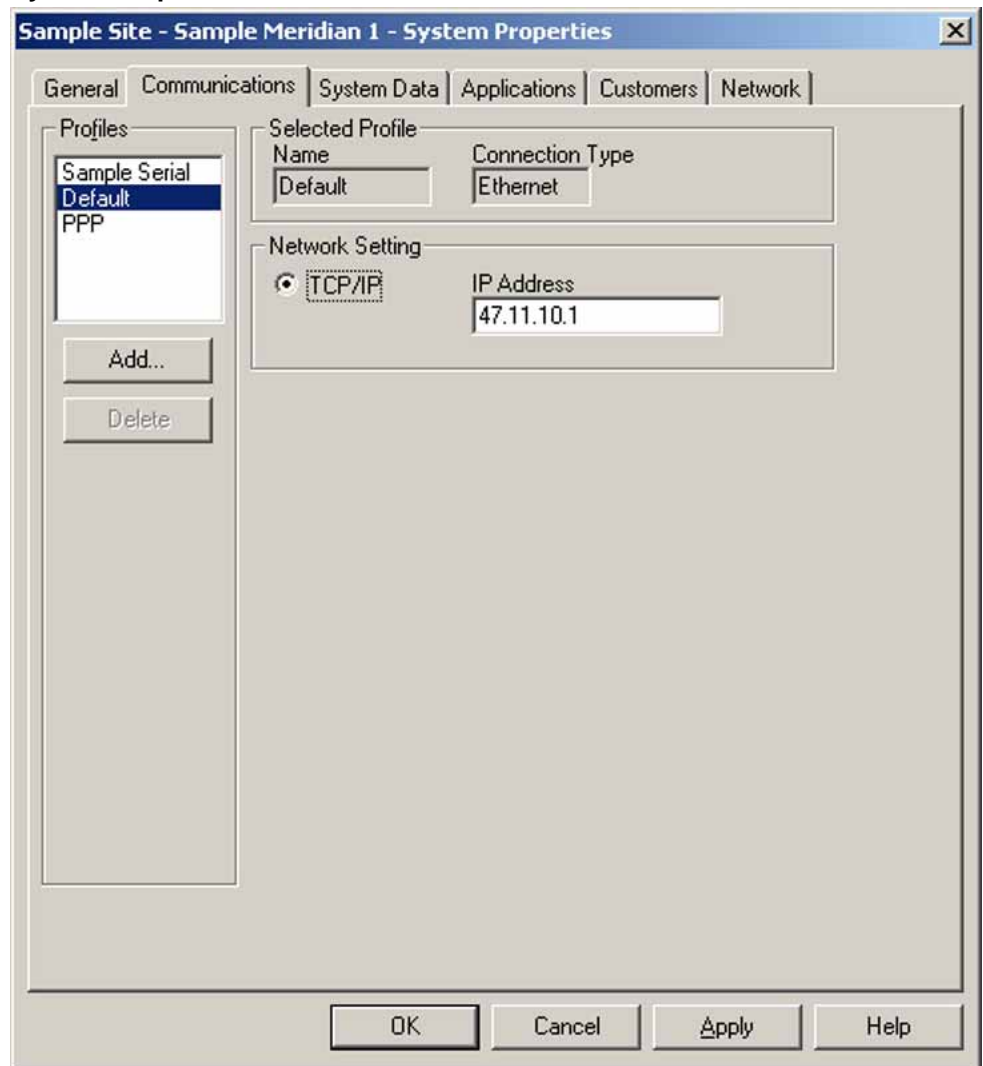 Sample Site - Sample Meridian 1 - System Properties
General Communications System Data Applications Customers Network
Profiles
Sample Serial
Default
PPP
Add...
Delete
Selected Profile
Name Connection Type
Default Ethernet
Network Setting
TCP/IP IP Address
47.11.10.1
OK Cancel Apply Help